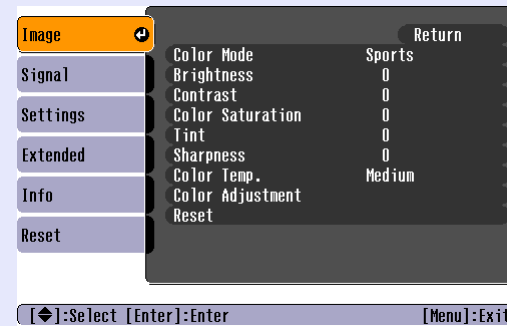 Image
Signal
Settings
Extended
Info
Reset
Return
Color Mode Sports
Brightness 0
Contrast 0
Color Saturation 0
Tint 0
Sharpness 0
Color Temp. Medium
Color Adjustment
Reset
[◆]:Select [Enter]:Enter [Menu]:Exit